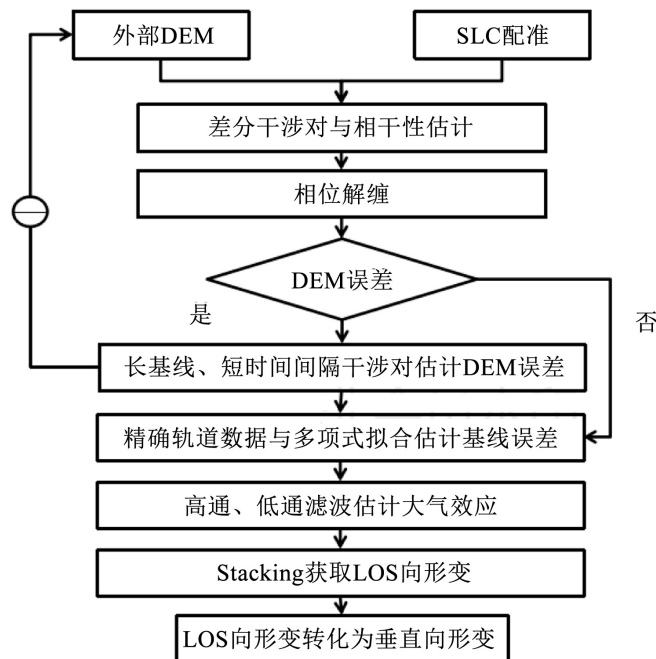 外部DEM
SLC配准
差分干涉对与相干性估计
相位解缠
DEM误差
是
否
长基线、短时间间隔干涉对估计DEM误差
精确轨道数据与多项式拟合估计基线误差
高通、低通滤波估计大气效应
Stacking获取LOS向形变
LOS向形变转化为垂直向形变